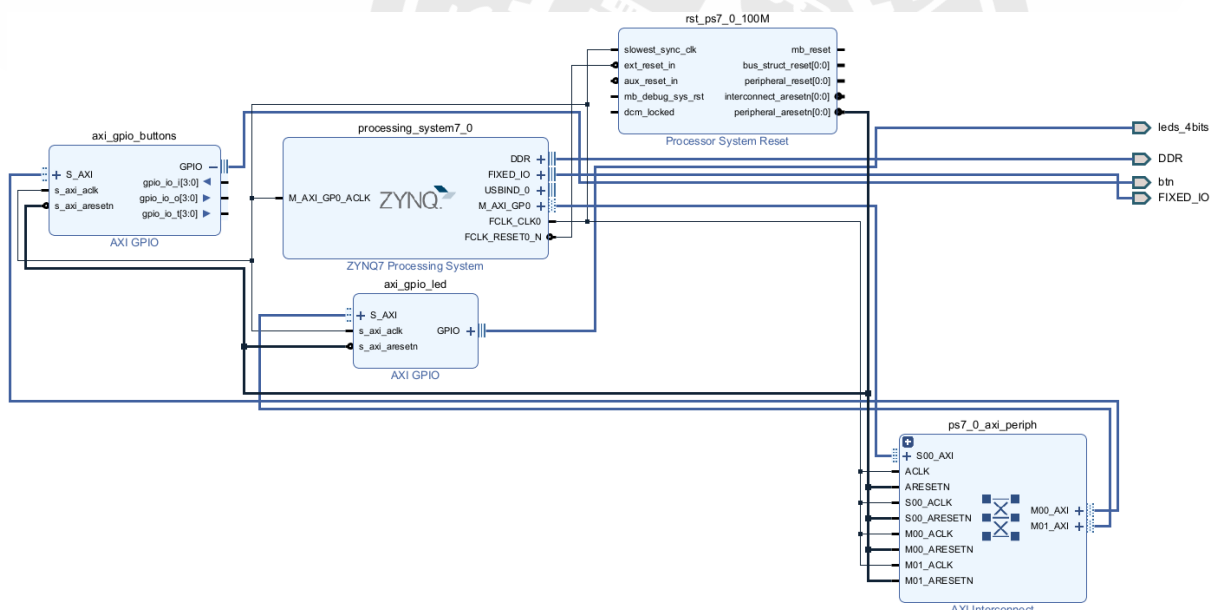 rst_ps7_0_100M
slowest_sync_clk
ext_reset_in
aux_reset_in
mb_debug_sys_rst
dcm_locked
mb_reset
bus_struct_reset[0:0]
peripheral_reset[0:0]
interconnect_aresetn[0:0]
peripheral_aresetn[0:0]
Processor System Reset
axi_gpio_buttons
S_AXI
s_axi_aclk
s_axi_aresetn
GPIO
gpio_io_i[3:0]
gpio_io_o[3:0]
gpio_io_t[3:0]
AXI GPIO
processing_system7_0
M_AXI_GP0_ACLK
ZYNQ
DDR
FIXED_IO
USBIND_0
M_AXI_GP0
FCLK_CLK0
FCLK_RESET0_N
ZYNQ7 Processing System
leds_4bits
DDR
btn
FIXED_IO
axi_gpio_led
S_AXI
s_axi_aclk
s_axi_aresetn
GPIO
AXI GPIO
ps7_0_axi_periph
S00_AXI
ACLK
ARESETN
S00_ACLK
S00_ARESETN
M00_ACLK
M00_ARESETN
M01_ACLK
M01_ARESETN
M00_AXI
M01_AXI
AXI Interconnect